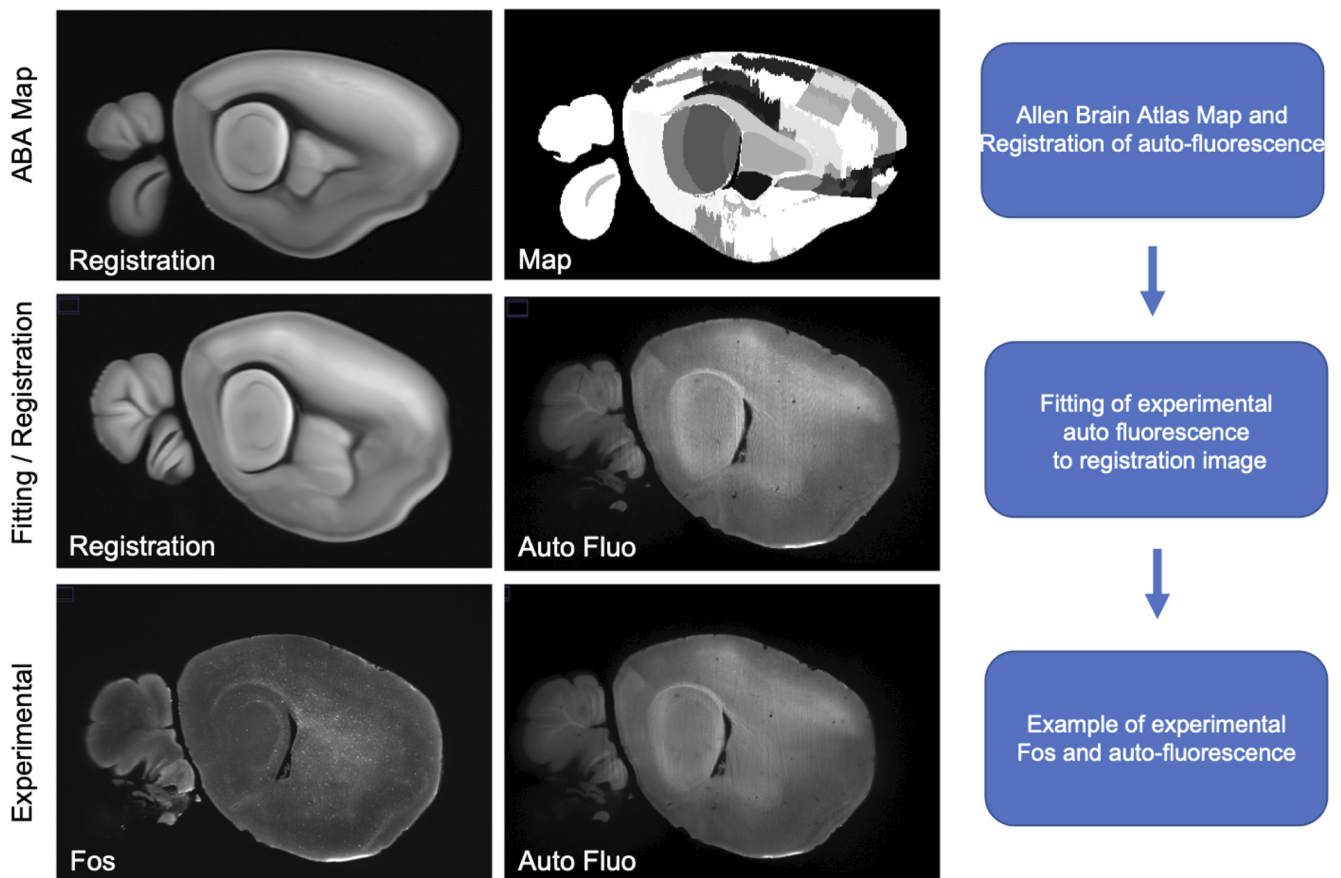 ABA Map
Registration
Map
Allen Brain Atlas Map and
Registration of auto-fluorescence
Fitting / Registration
Registration
Auto Fluo
Fitting of experimental
auto fluorescence
to registration image
Experimental
Fos
Auto Fluo
Example of experimental
Fos and auto-fluorescence